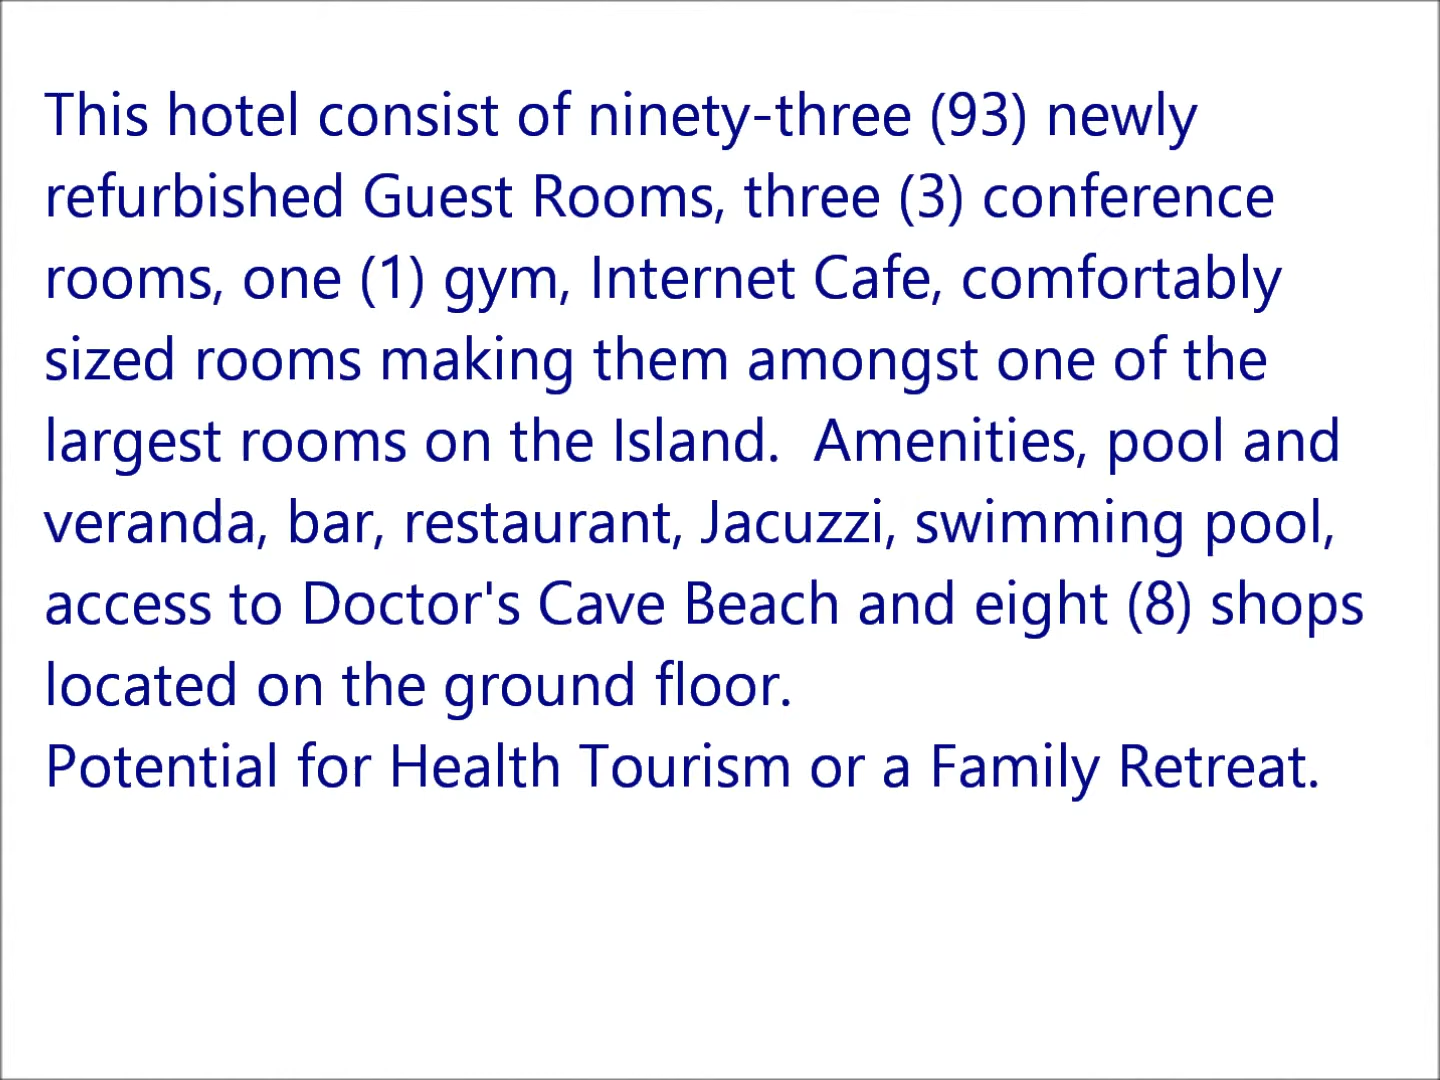 This hotel consist of ninety-three (93) newly
refurbished Guest Rooms, three (3) conference
rooms, one (1) gym, Internet Cafe, comfortably
sized rooms making them amongst one of the
largest rooms on the Island.  Amenities, pool and
veranda, bar, restaurant, Jacuzzi, swimming pool,
access to Doctor's Cave Beach and eight (8) shops
located on the ground floor.
Potential for Health Tourism or a Family Retreat.